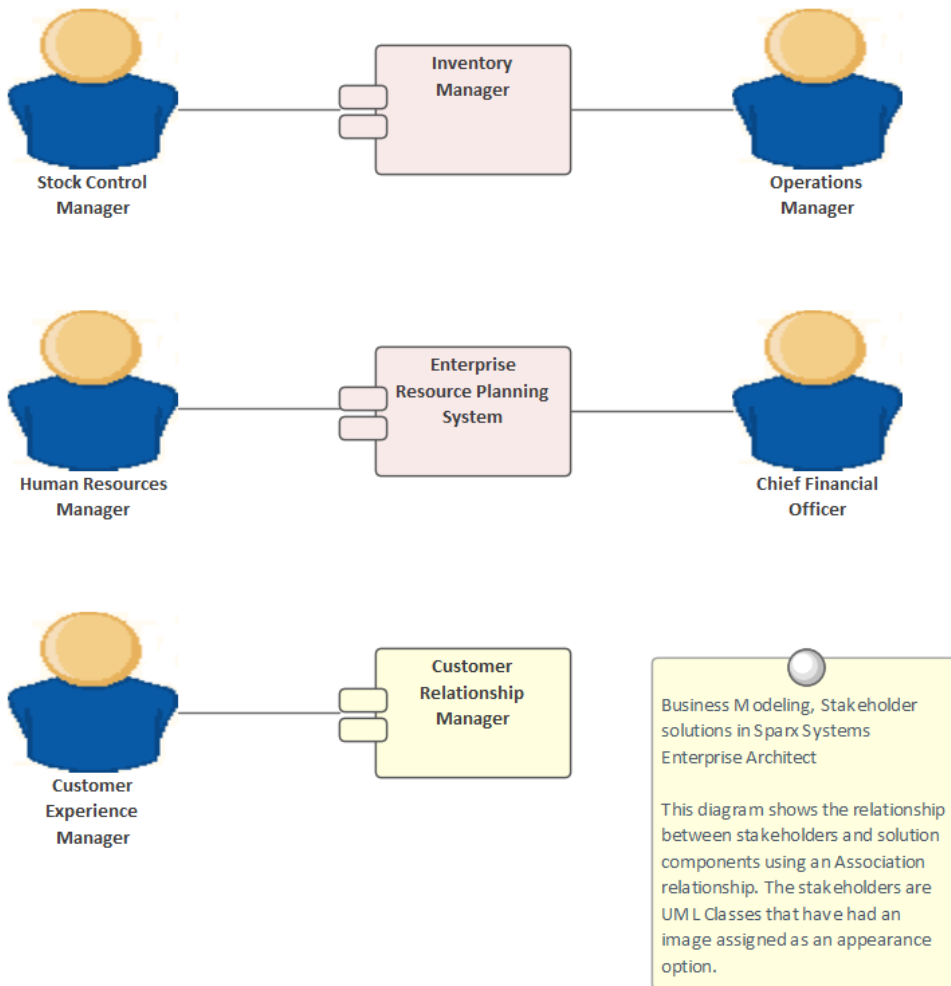 Inventory
Manager
Stock Control
Manager
Operations
Manager
Enterprise
Resource Planning
System
Human Resources
Manager
Chief Financial
Officer
Customer
Relationship
Manager
Customer
Experience
Manager
Business Modeling, Stakeholder
solutions in Sparx Systems
Enterprise Architect
This diagram shows the relationship
between stakeholders and solution
components using an Association
relationship. The stakeholders are
UML Classes that have had an
image assigned as an appearance
option.